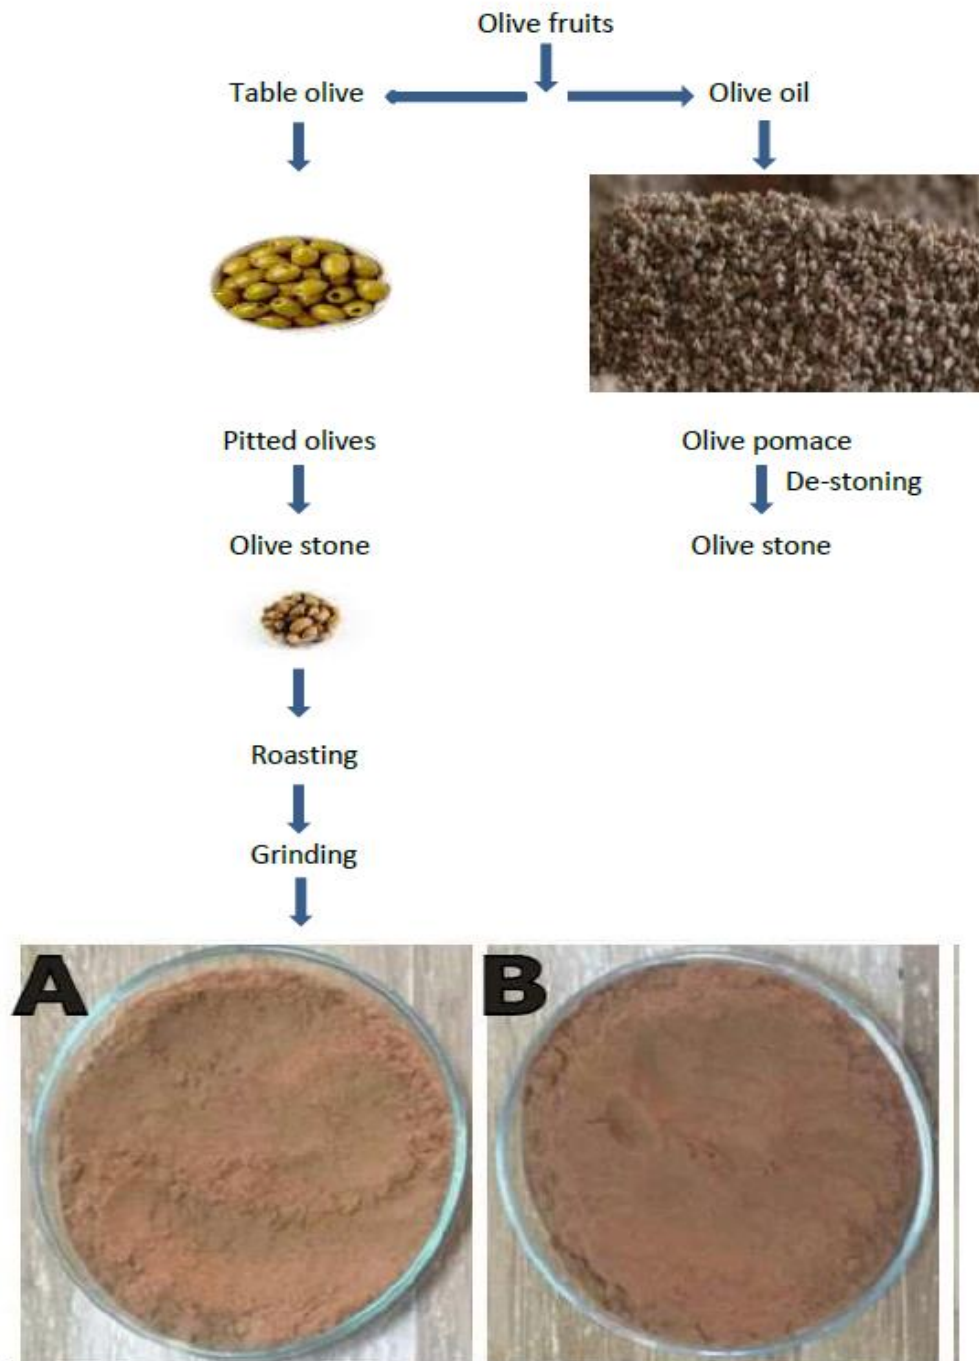 Olive fruits
Table olive
Olive oil
Pitted olives
Olive pomace
De-stoning
Olive stone
Olive stone
Roasting
Grinding
A
B